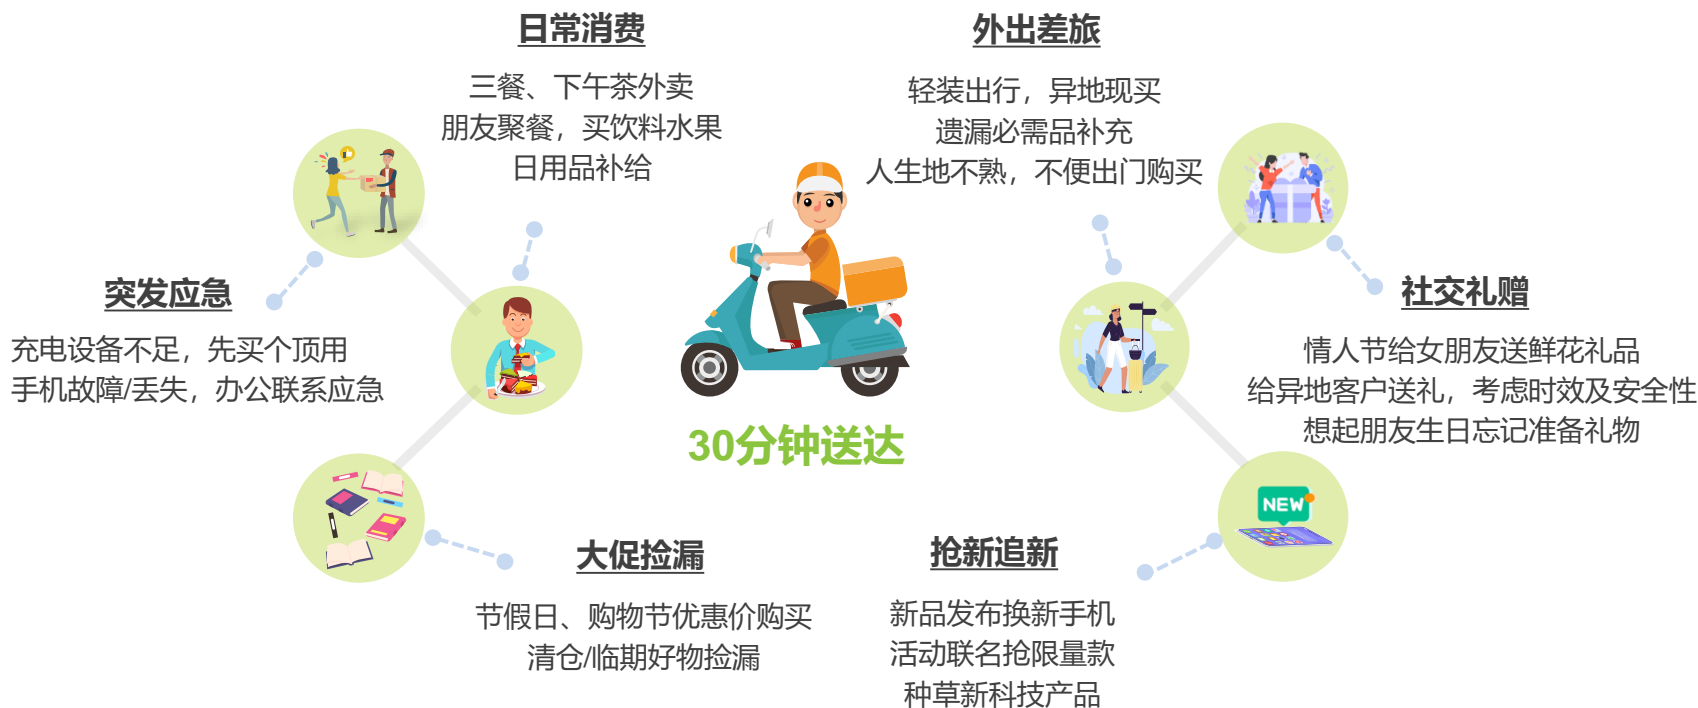 日常消费
三餐、下午茶外卖
朋友聚餐，买饮料水果
日用品补给
外出差旅
轻装出行，异地现买
遗漏必需品补充
人生地不熟，不便出门购买
突发应急
充电设备不足，先买个顶用
手机故障/丢失，办公联系应急
社交礼赠
情人节给女朋友送鲜花礼品
给异地客户送礼，考虑时效及安全性
想起朋友生日忘记准备礼物
30分钟送达
NEW
大促捡漏
节假日、购物节优惠价购买
清仓/临期好物捡漏
抢新追新
新品发布换新手机
活动联名抢限量款
种草新科技产品